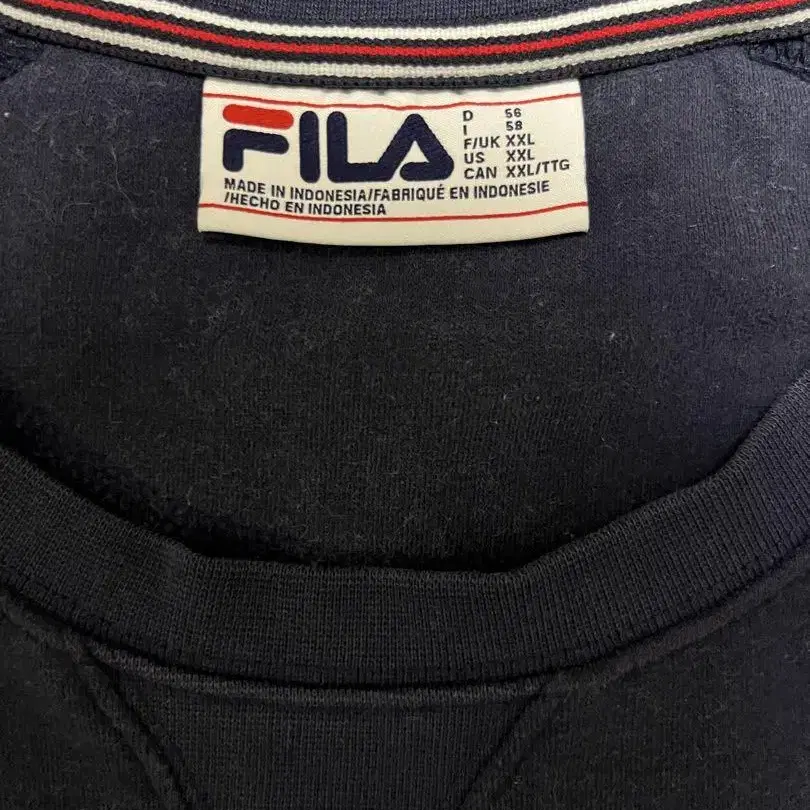 FILA
D 56
I 58
F/UK XXL
US XXL
CAN XXL/TTG
MADE IN INDONESIA/FABRIQUÉ EN INDONESIE
/HECHO EN INDONESIA